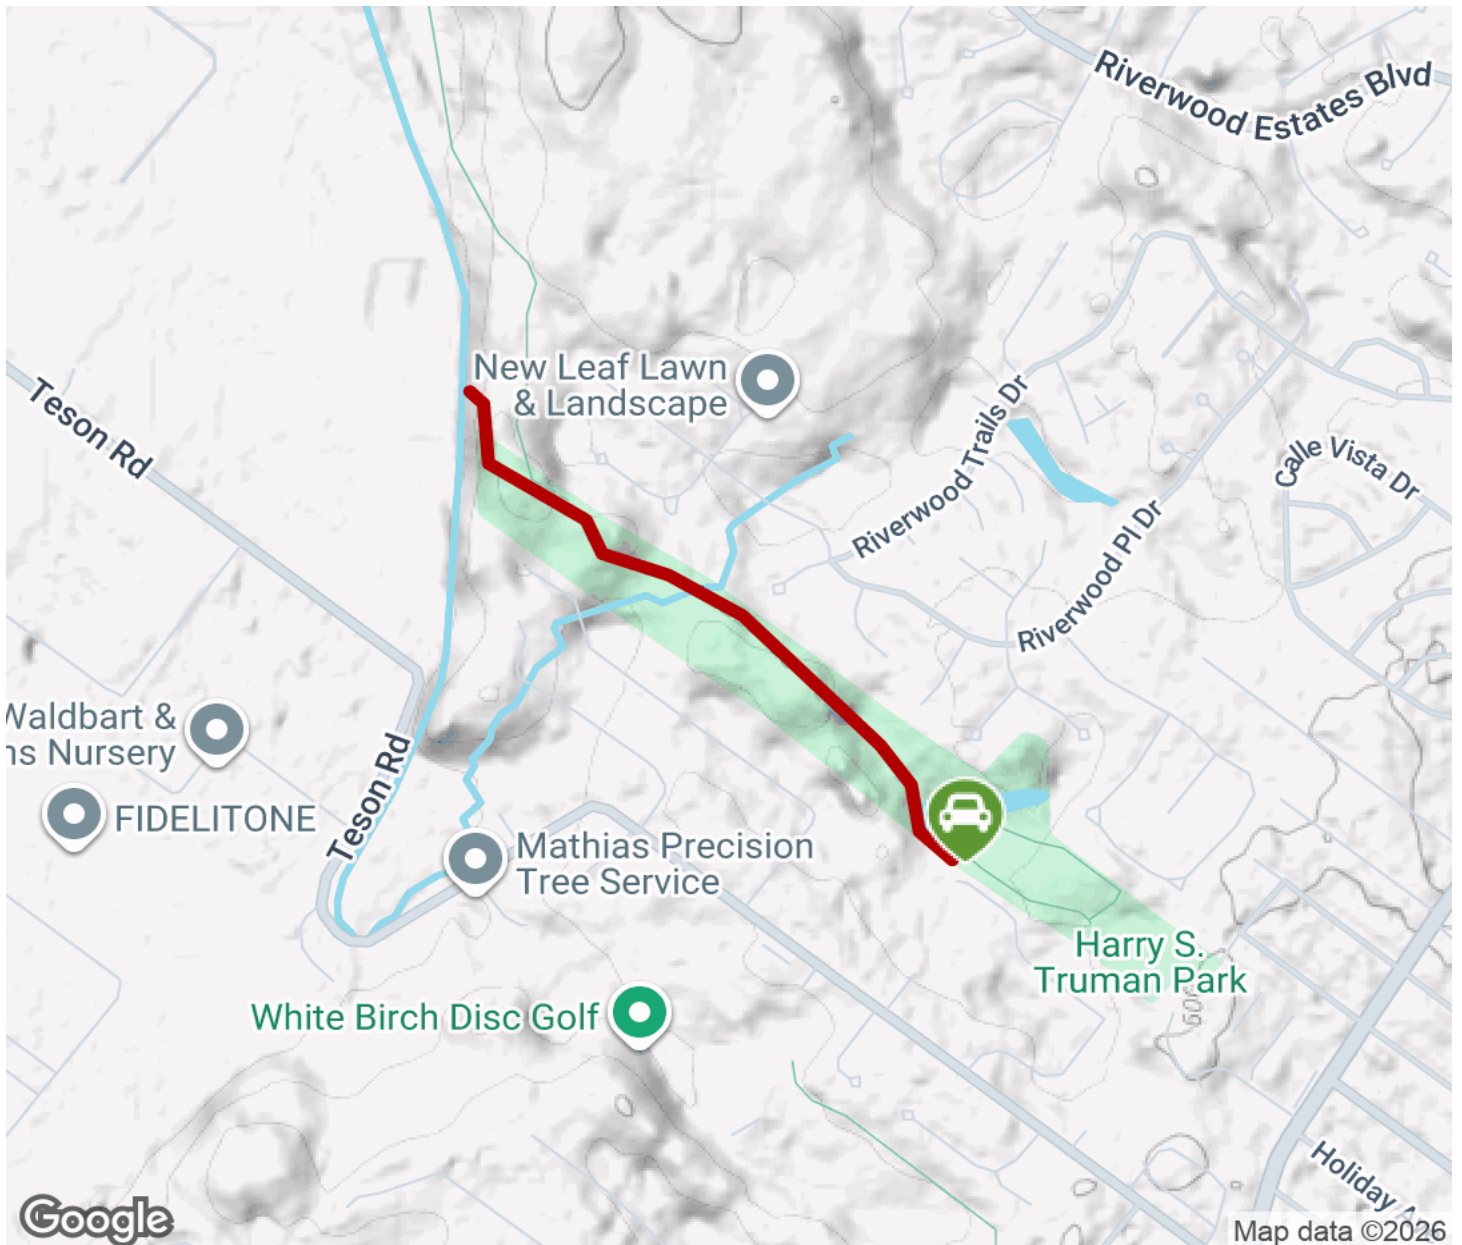 Riverwood Estates Blvd
New Leaf Lawn
& Landscape
Teson Rd
Riverwood Trails Dr
Calle Vista Dr
Riverwood Pl Dr
Waldbart &
ns Nursery
Teson Rd
FIDELITONE
Mathias Precision
Tree Service
Harry S.
Truman Park
600
White Birch Disc Golf
Holiday A
Google
Map data ©2026